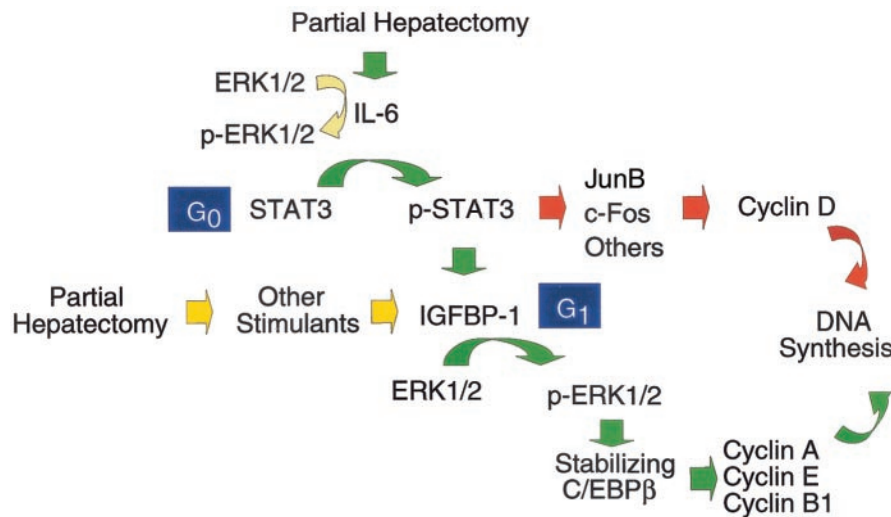 Partial Hepatectomy
ERK1/2
IL-6
p-ERK1/2
G0
STAT3
p-STAT3
JunB
c-Fos
Others
Cyclin D
Partial
Hepatectomy
Other
Stimulants
IGFBP-1
G1
DNA
Synthesis
ERK1/2
p-ERK1/2
Stabilizing
C/EBPβ
Cyclin A
Cyclin E
Cyclin B1